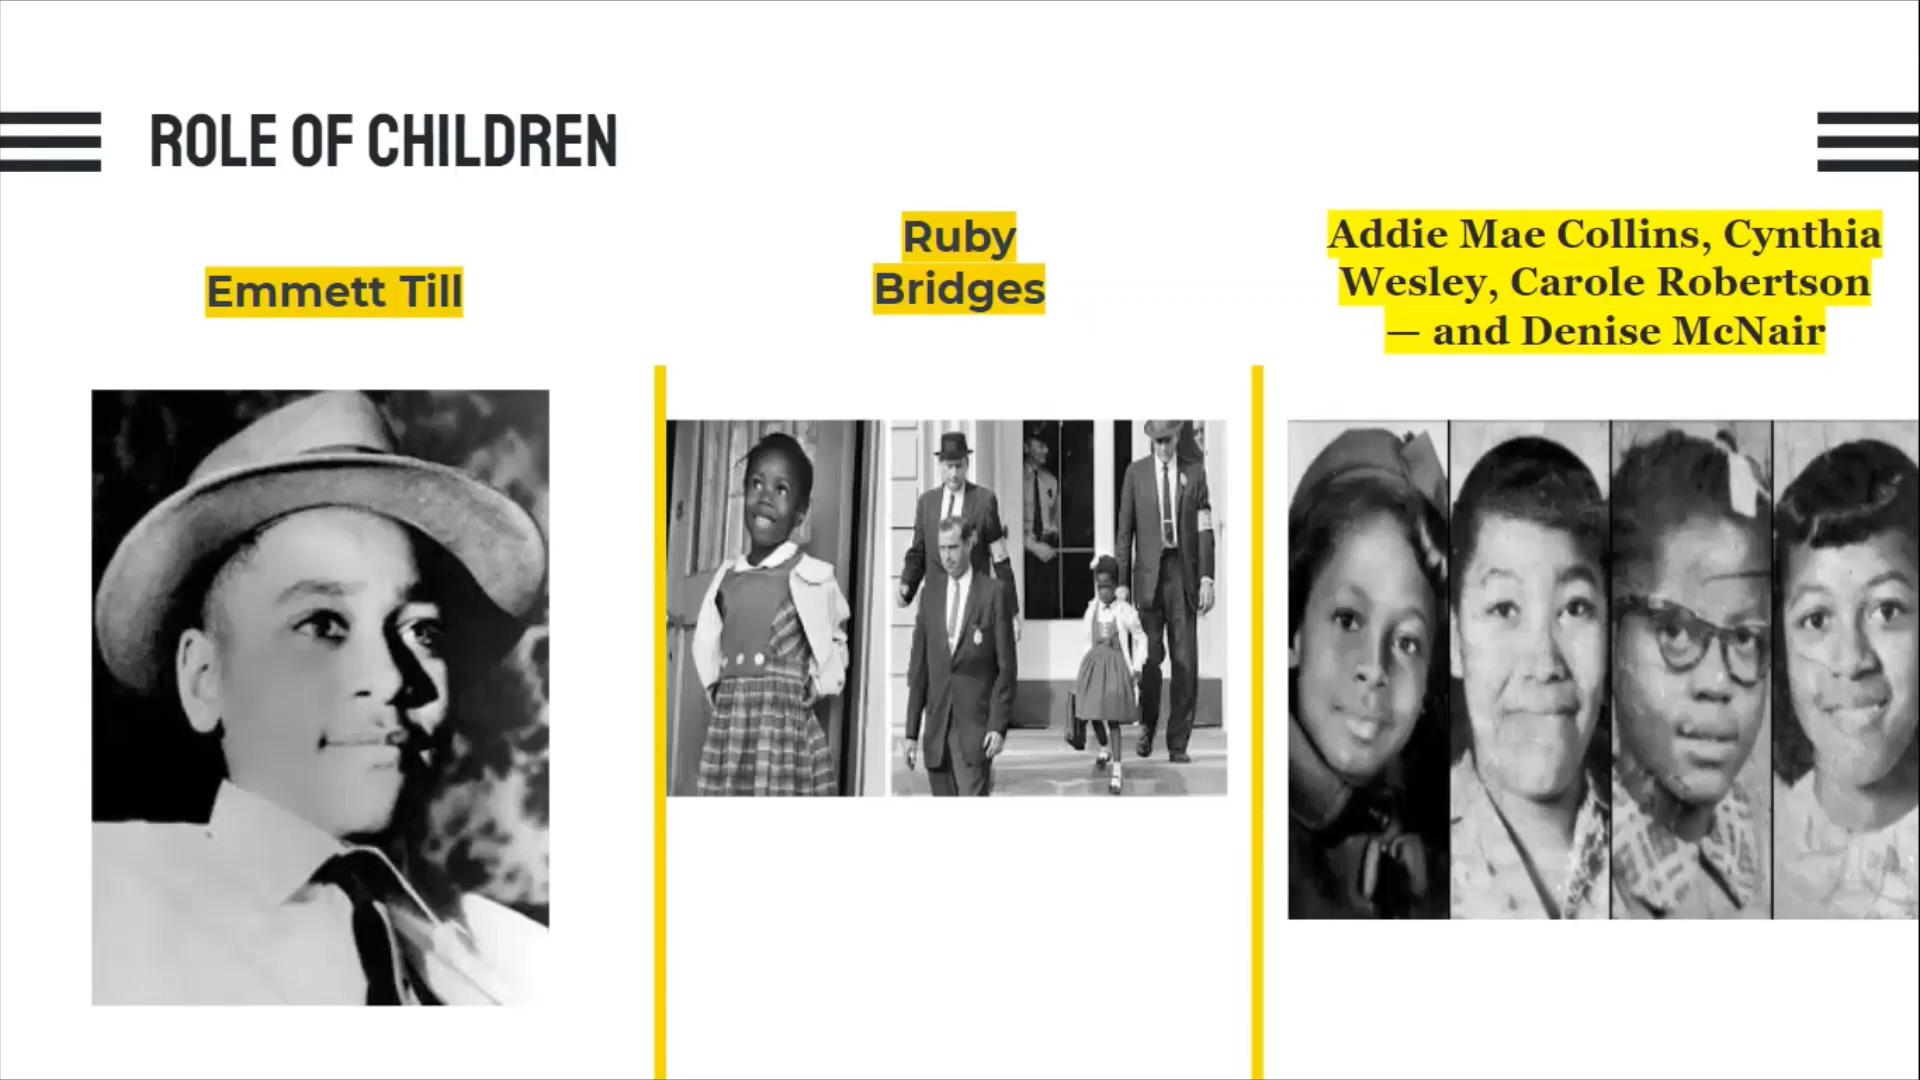 ROLE OF CHILDREN
Emmett Till
Ruby
Bridges
Addie Mae Collins, Cynthia
Wesley, Carole Robertson
— and Denise McNair